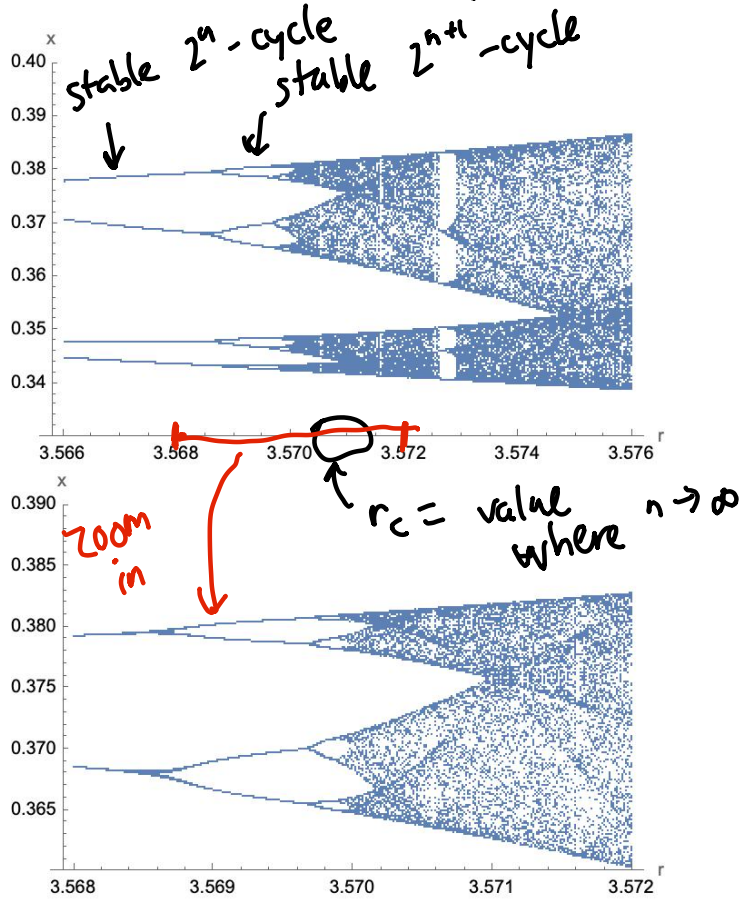 stable 2^n - cycle
stable 2^{n+1} - cycle
x
0.40
0.39
0.38
0.37
0.36
0.35
0.34
3.566 3.568 3.570 3.572 3.574 3.576
r
x
r_c = value where n → ∞
zoom in
0.390
0.385
0.380
0.375
0.370
0.365
3.568 3.569 3.570 3.571 3.572
r